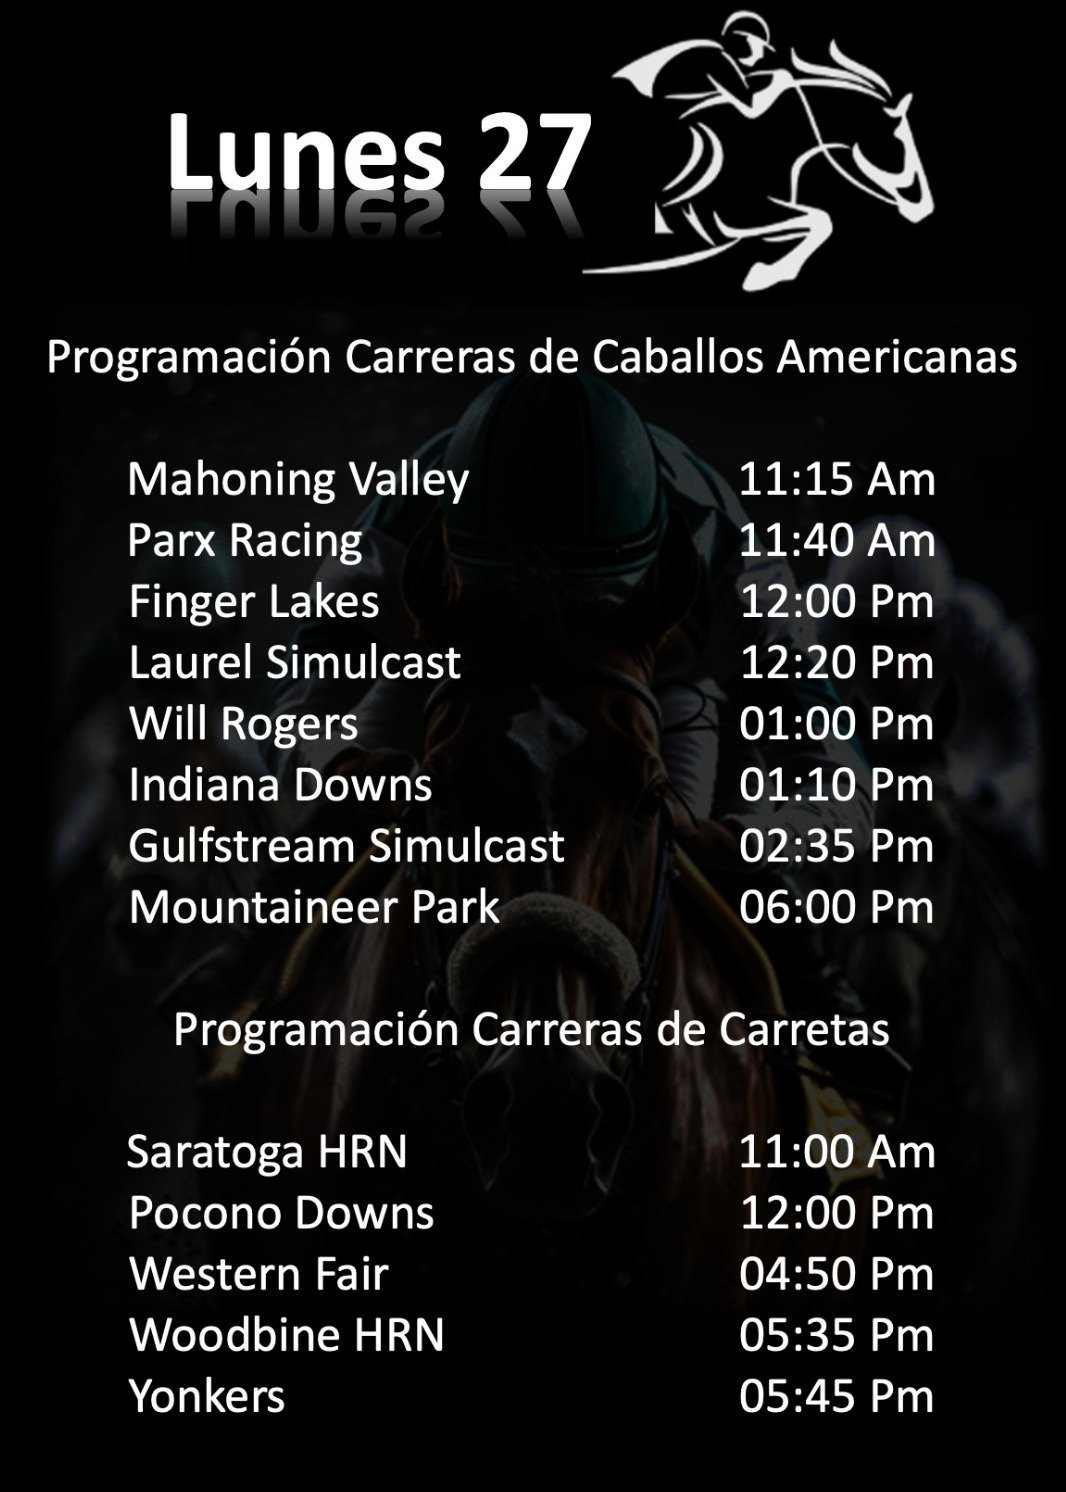 Lunes 27
Programación Carreras de Caballos Americanas
Mahoning Valley 11:15 Am
Parx Racing 11:40 Am
Finger Lakes 12:00 Pm
Laurel Simulcast 12:20 Pm
Will Rogers 01:00 Pm
Indiana Downs 01:10 Pm
Gulfstream Simulcast 02:35 Pm
Mountaineer Park 06:00 Pm
Programación Carreras de Carretas
Saratoga HRN 11:00 Am
Pocono Downs 12:00 Pm
Western Fair 04:50 Pm
Woodbine HRN 05:35 Pm
Yonkers 05:45 Pm